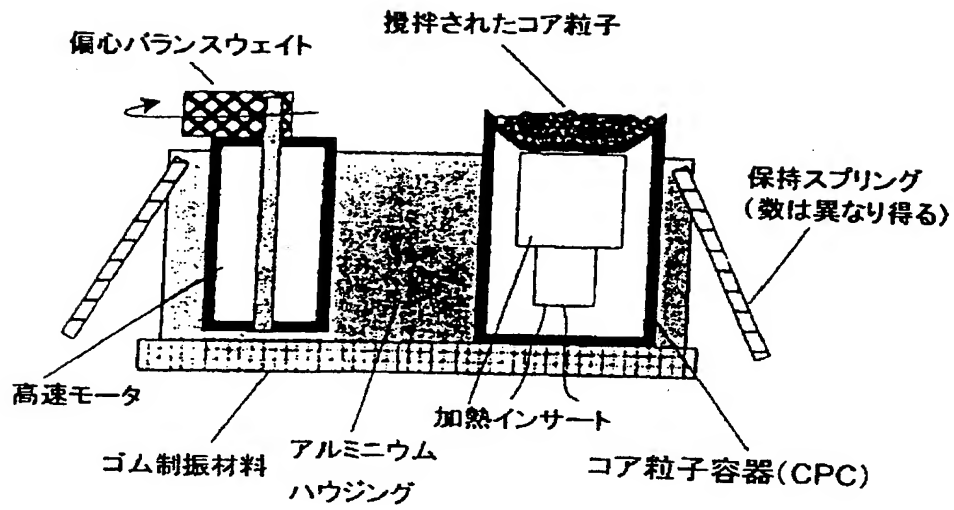 攪拌されたコア粒子
偏心バランスウェイト
保持スプリング
（数は異なり得る）
高速モータ
ゴム制振材料
アルミニウム
ハウジング
加熱インサート
コア粒子容器(CPC)